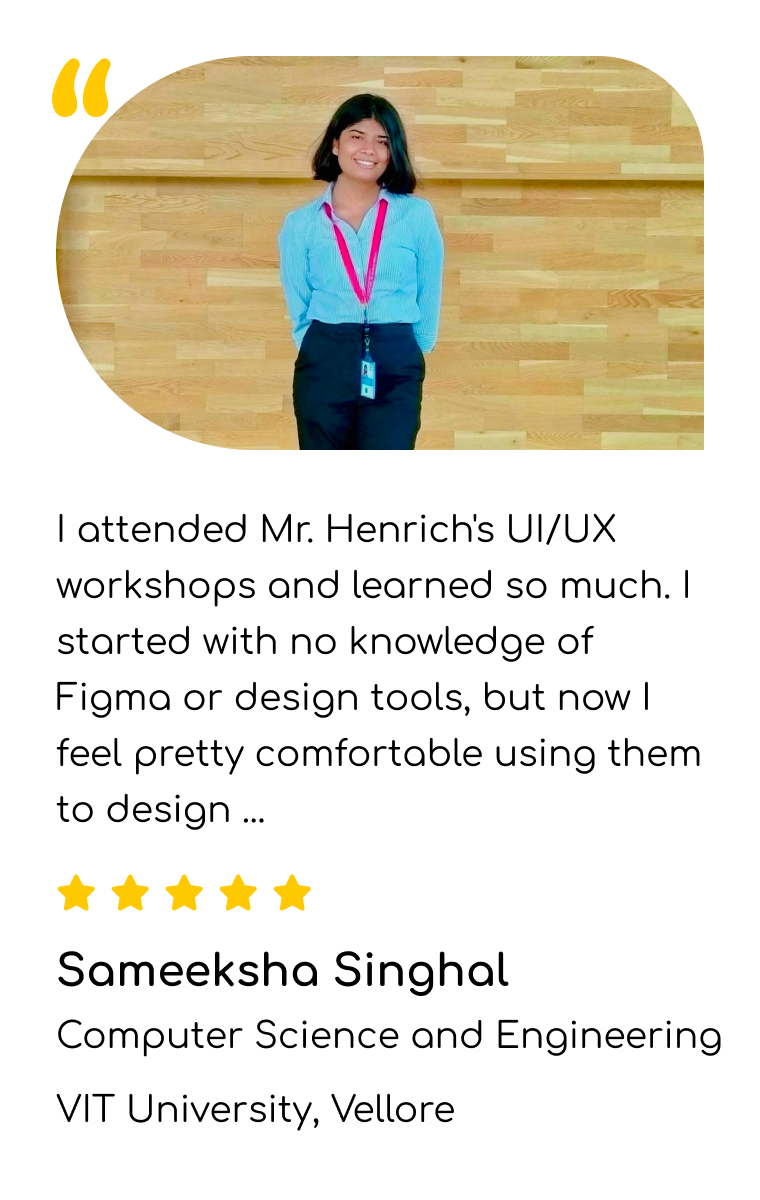 “
I attended Mr. Henrich's UI/UX
workshops and learned so much. I
started with no knowledge of
Figma or design tools, but now I
feel pretty comfortable using them
to design ...
Sameeksha Singhal
Computer Science and Engineering
VIT University, Vellore